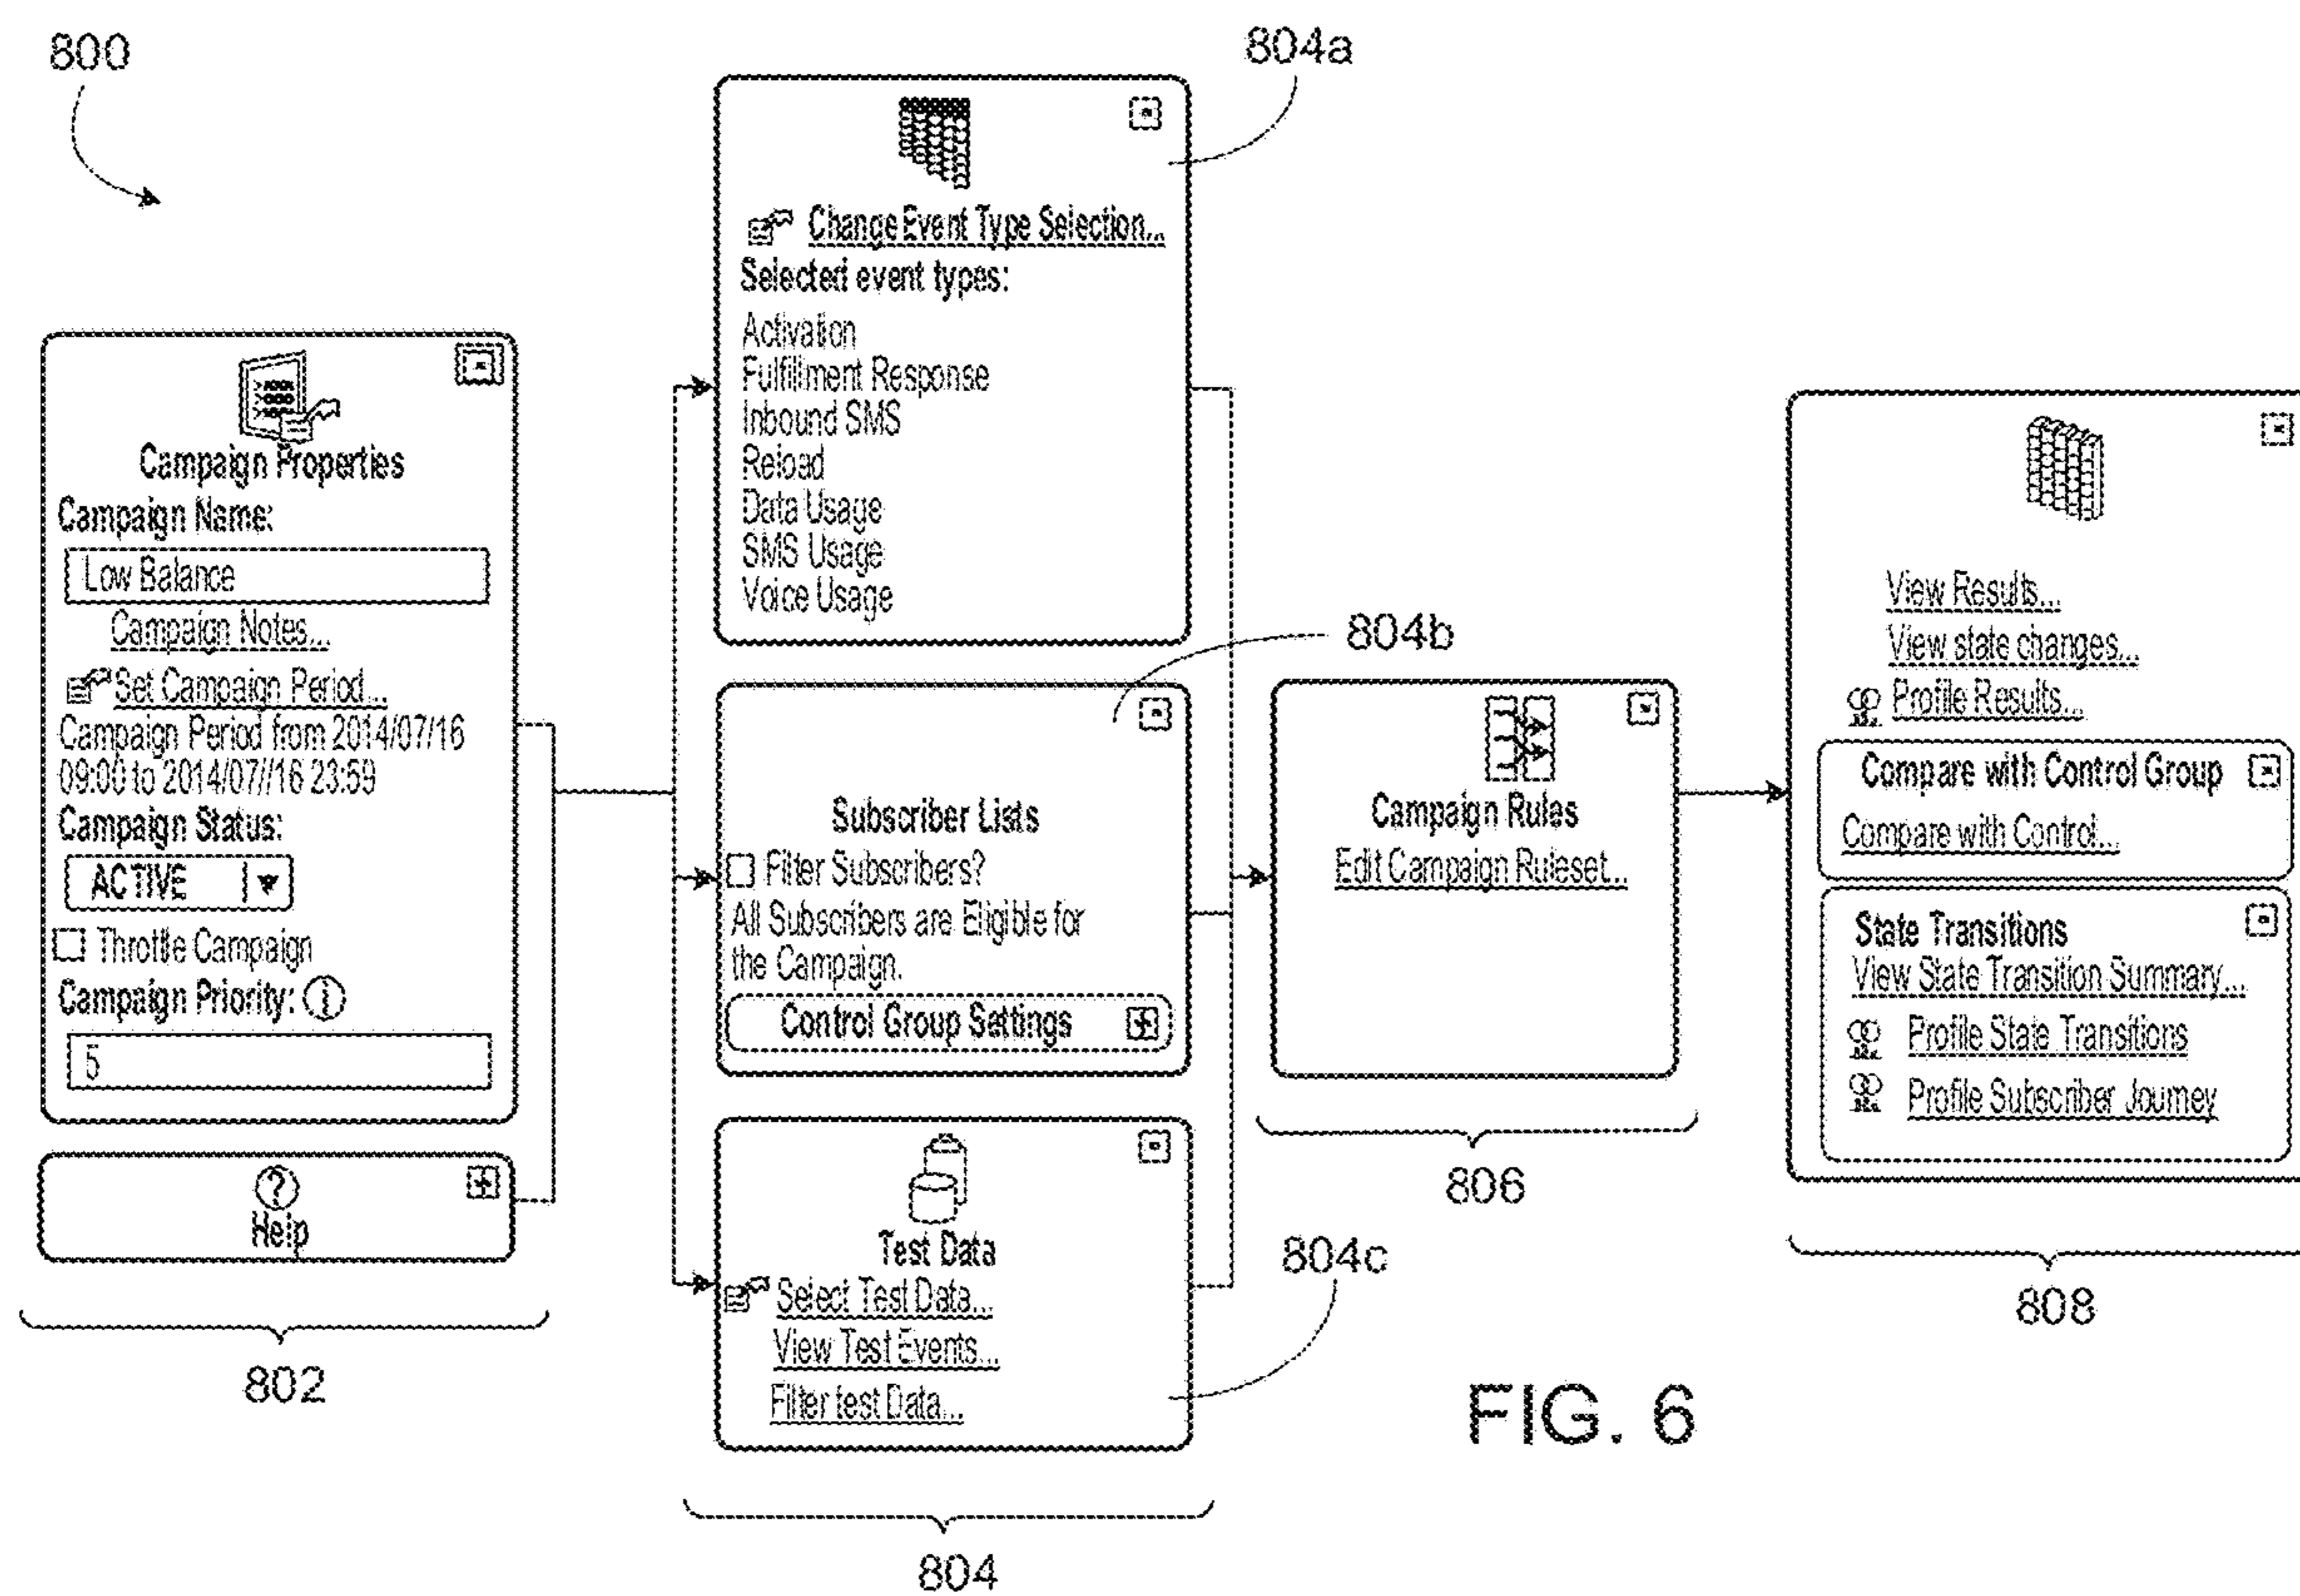 800
Campaign Properties
Campaign Name:
Low Balance
Campaign Notes...
Set Campaign Period...
Campaign Period from 2014/07/16
09:00 to 2014/07//16 23:59
Campaign Status:
ACTIVE
Throttle Campaign
Campaign Priority: i
5
?
Help
802
804a
Change Event Type Selection...
Selected event types:
Activation
Fulfillment Response
Inbound SMS
Reload
Data Usage
SMS Usage
Voice Usage
804b
Subscriber Lists
Filter Subscribers?
All Subscribers are Eligible for
the Campaign.
Control Group Settings
Test Data
Select Test Data...
View Test Events...
Filter test Data...
804c
804
Campaign Rules
Edit Campaign Ruleset...
806
View Results...
View state changes...
Profile Results...
Compare with Control Group
Compare with Control...
State Transitions
View State Transition Summary...
Profile State Transitions
Profile Subscriber Journey
808
FIG. 6